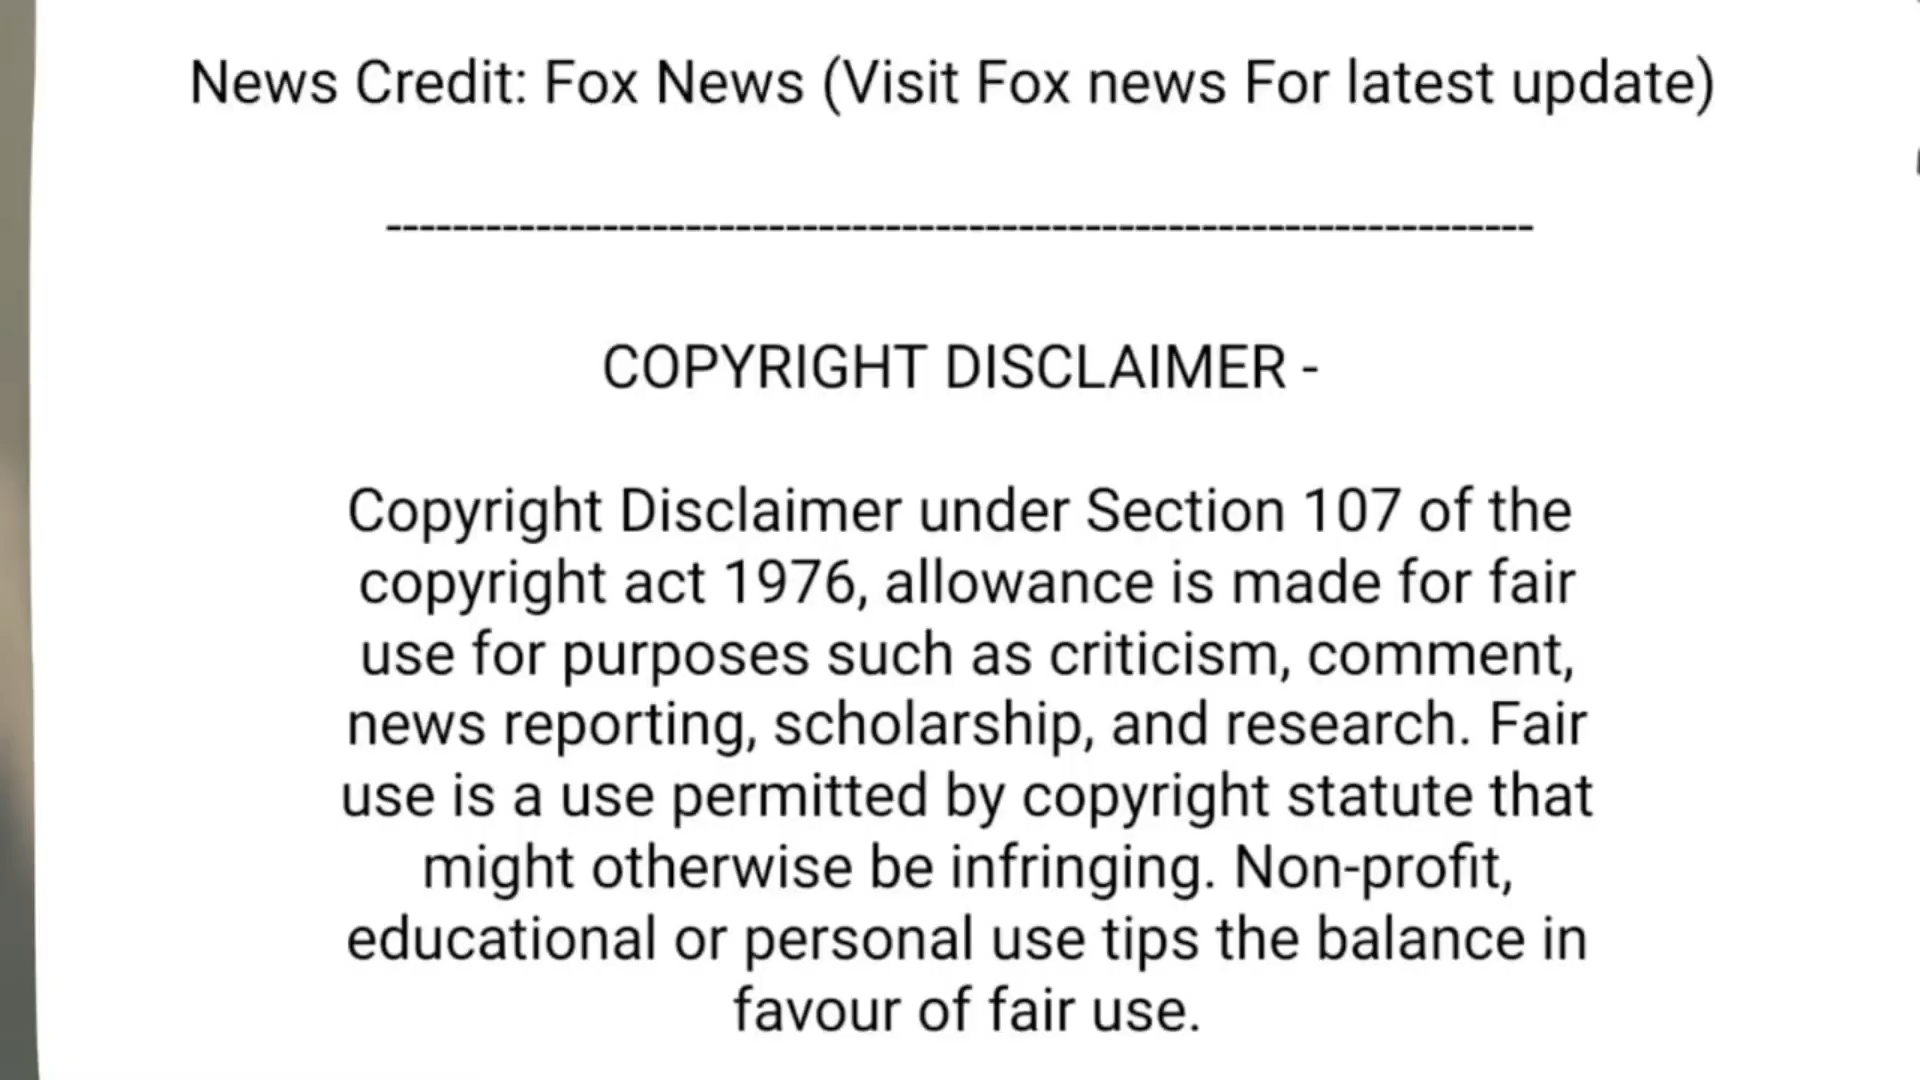 News Credit: Fox News (Visit Fox news For latest update)
---------------------------------------------------------------------
COPYRIGHT DISCLAIMER -
Copyright Disclaimer under Section 107 of the
copyright act 1976, allowance is made for fair
use for purposes such as criticism, comment,
news reporting, scholarship, and research. Fair
use is a use permitted by copyright statute that
might otherwise be infringing. Non-profit,
educational or personal use tips the balance in
favour of fair use.